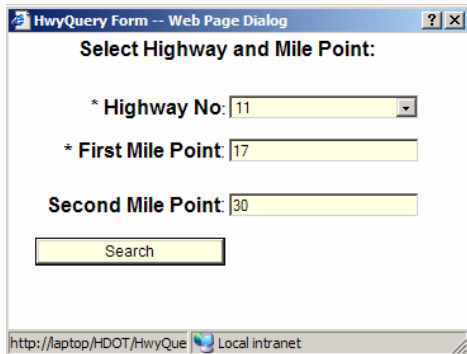 HwyQuery Form -- Web Page Dialog
Select Highway and Mile Point:
* Highway No: 11
* First Mile Point: 17
Second Mile Point: 30
Search
http://laptop/HDOT/HwyQue Local intranet